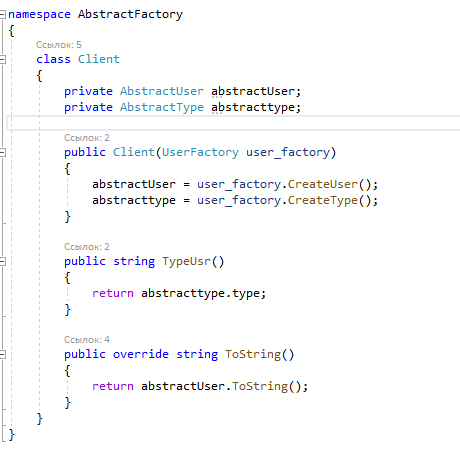 namespace AbstractFactory
{
Ссылок: 5
class Client
{
private AbstractUser abstractUser;
private AbstractType abstracttype;
Ссылок: 2
public Client(UserFactory user_factory)
{
abstractUser = user_factory.CreateUser();
abstracttype = user_factory.CreateType();
}
Ссылок: 2
public string TypeUsr()
{
return abstracttype.type;
}
Ссылок: 4
public override string ToString()
{
return abstractUser.ToString();
}
}
}